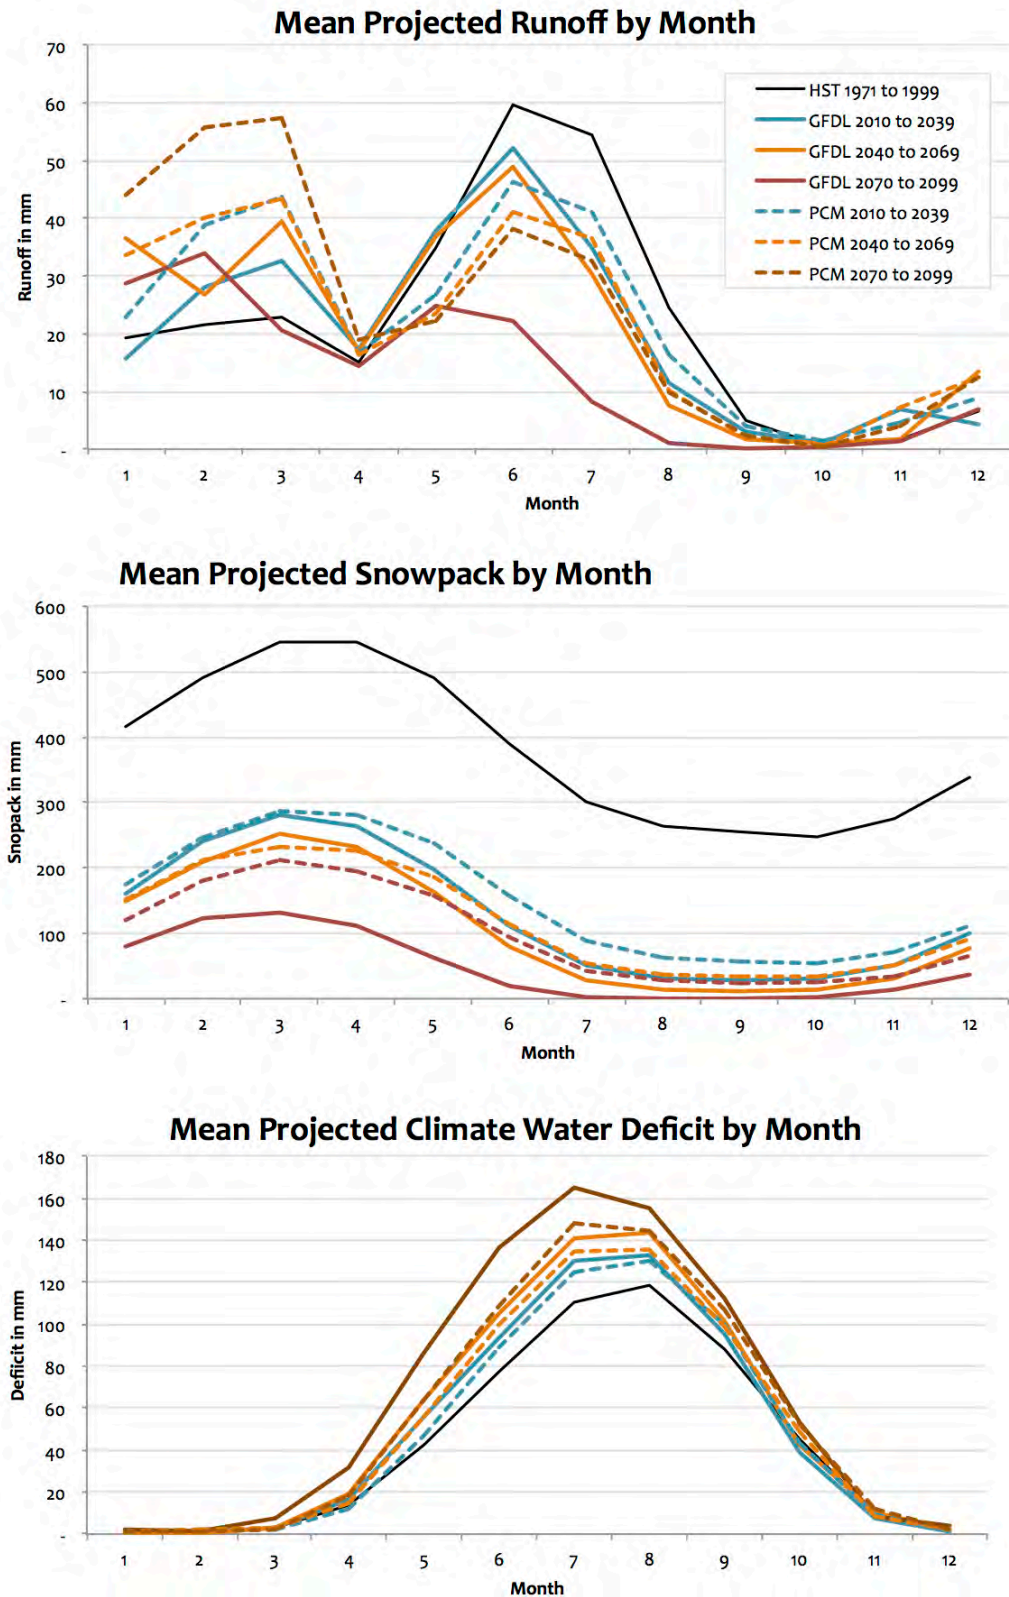 Mean Projected Runoff by Month
70
60
50
40
30
20
10
-
Runoff in mm
HST 1971 to 1999
GFDL 2010 to 2039
GFDL 2040 to 2069
GFDL 2070 to 2099
PCM 2010 to 2039
PCM 2040 to 2069
PCM 2070 to 2099
1 2 3 4 5 6 7 8 9 10 11 12
Month
Mean Projected Snowpack by Month
600
500
400
300
200
100
-
Snopack in mm
1 2 3 4 5 6 7 8 9 10 11 12
Month
Mean Projected Climate Water Deficit by Month
180
160
140
120
100
80
60
40
20
-
Defiicit in mm
1 2 3 4 5 6 7 8 9 10 11 12
Month